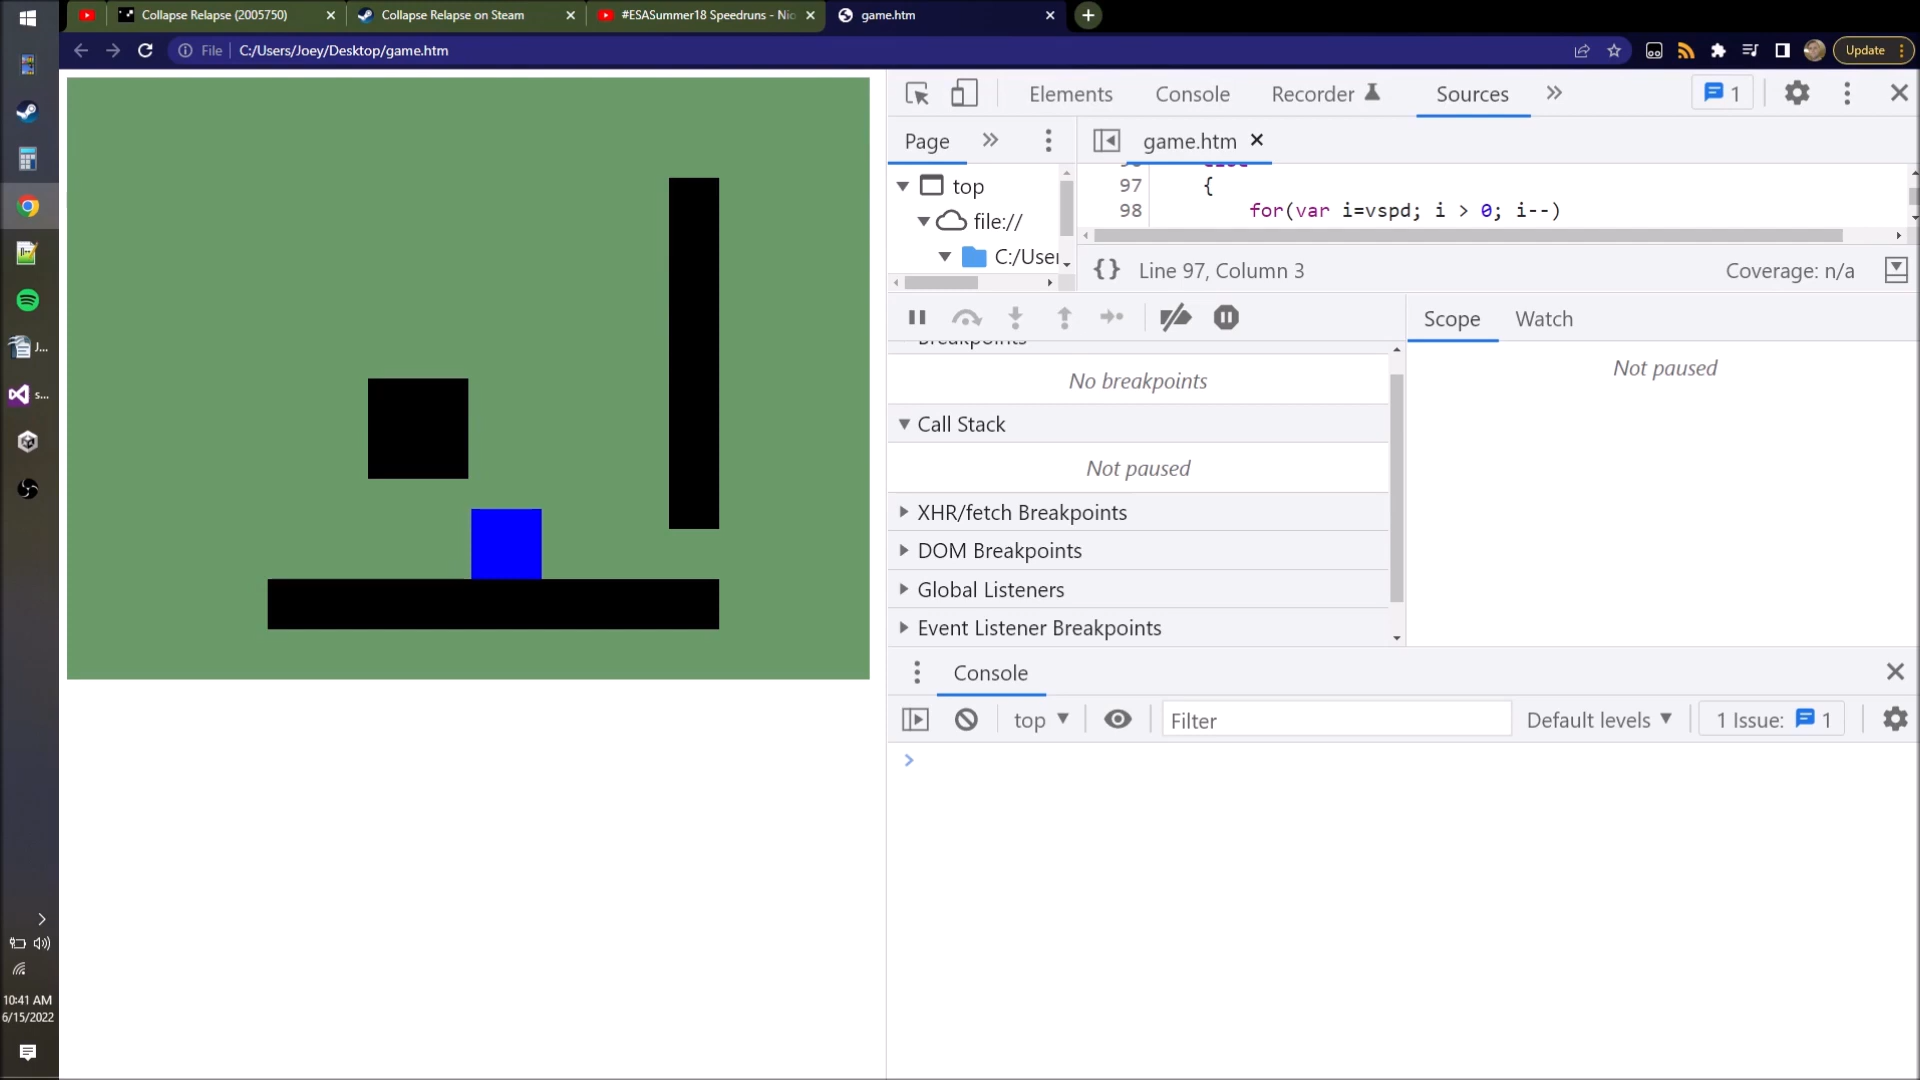 Collapse Relapse (2005750)
Collapse Relapse on Steam
#ESASummer18 Speedruns - Nic
game.htm
File
C:/Users/Joey/Desktop/game.htm
Update
Elements
Console
Recorder
Sources
1
Page
game.htm
top
file://
C:/User
97 {
98 for(var i=vspd; i > 0; i--)
{} Line 97, Column 3
Coverage: n/a
Scope
Watch
Breakpoints
No breakpoints
Not paused
Call Stack
Not paused
XHR/fetch Breakpoints
DOM Breakpoints
Global Listeners
Event Listener Breakpoints
Console
top
Filter
Default levels
1 Issue: 1
J...
s...
10:41 AM
6/15/2022